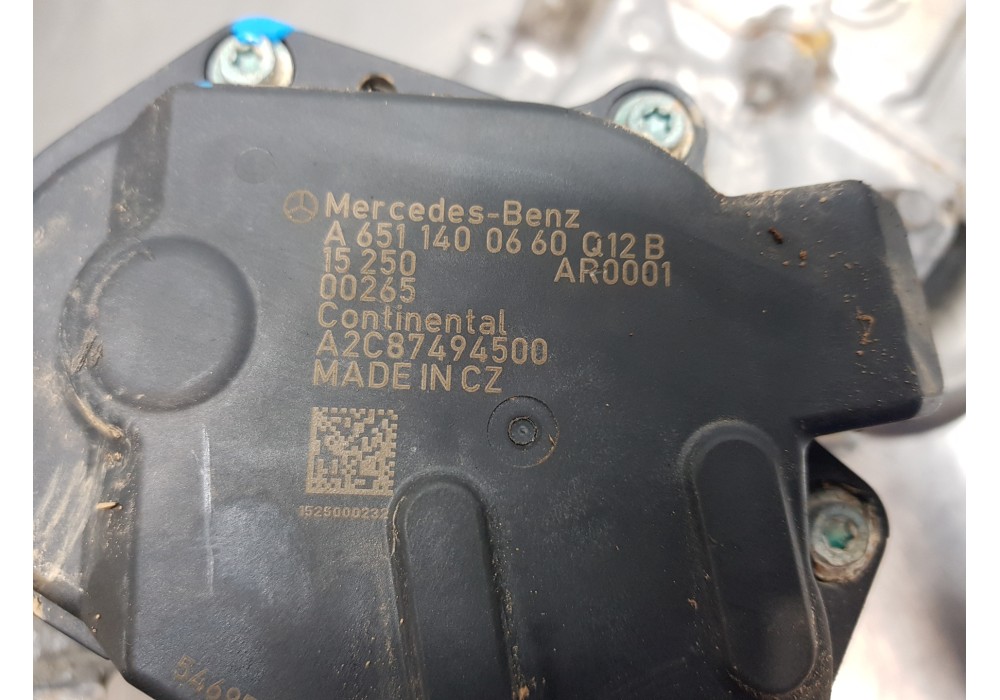 Mercedes-Benz
A 651 140 06 60 Q12 B
15 250 AR0001
00265
Continental
A2C87494500
MADE IN CZ
1525000232